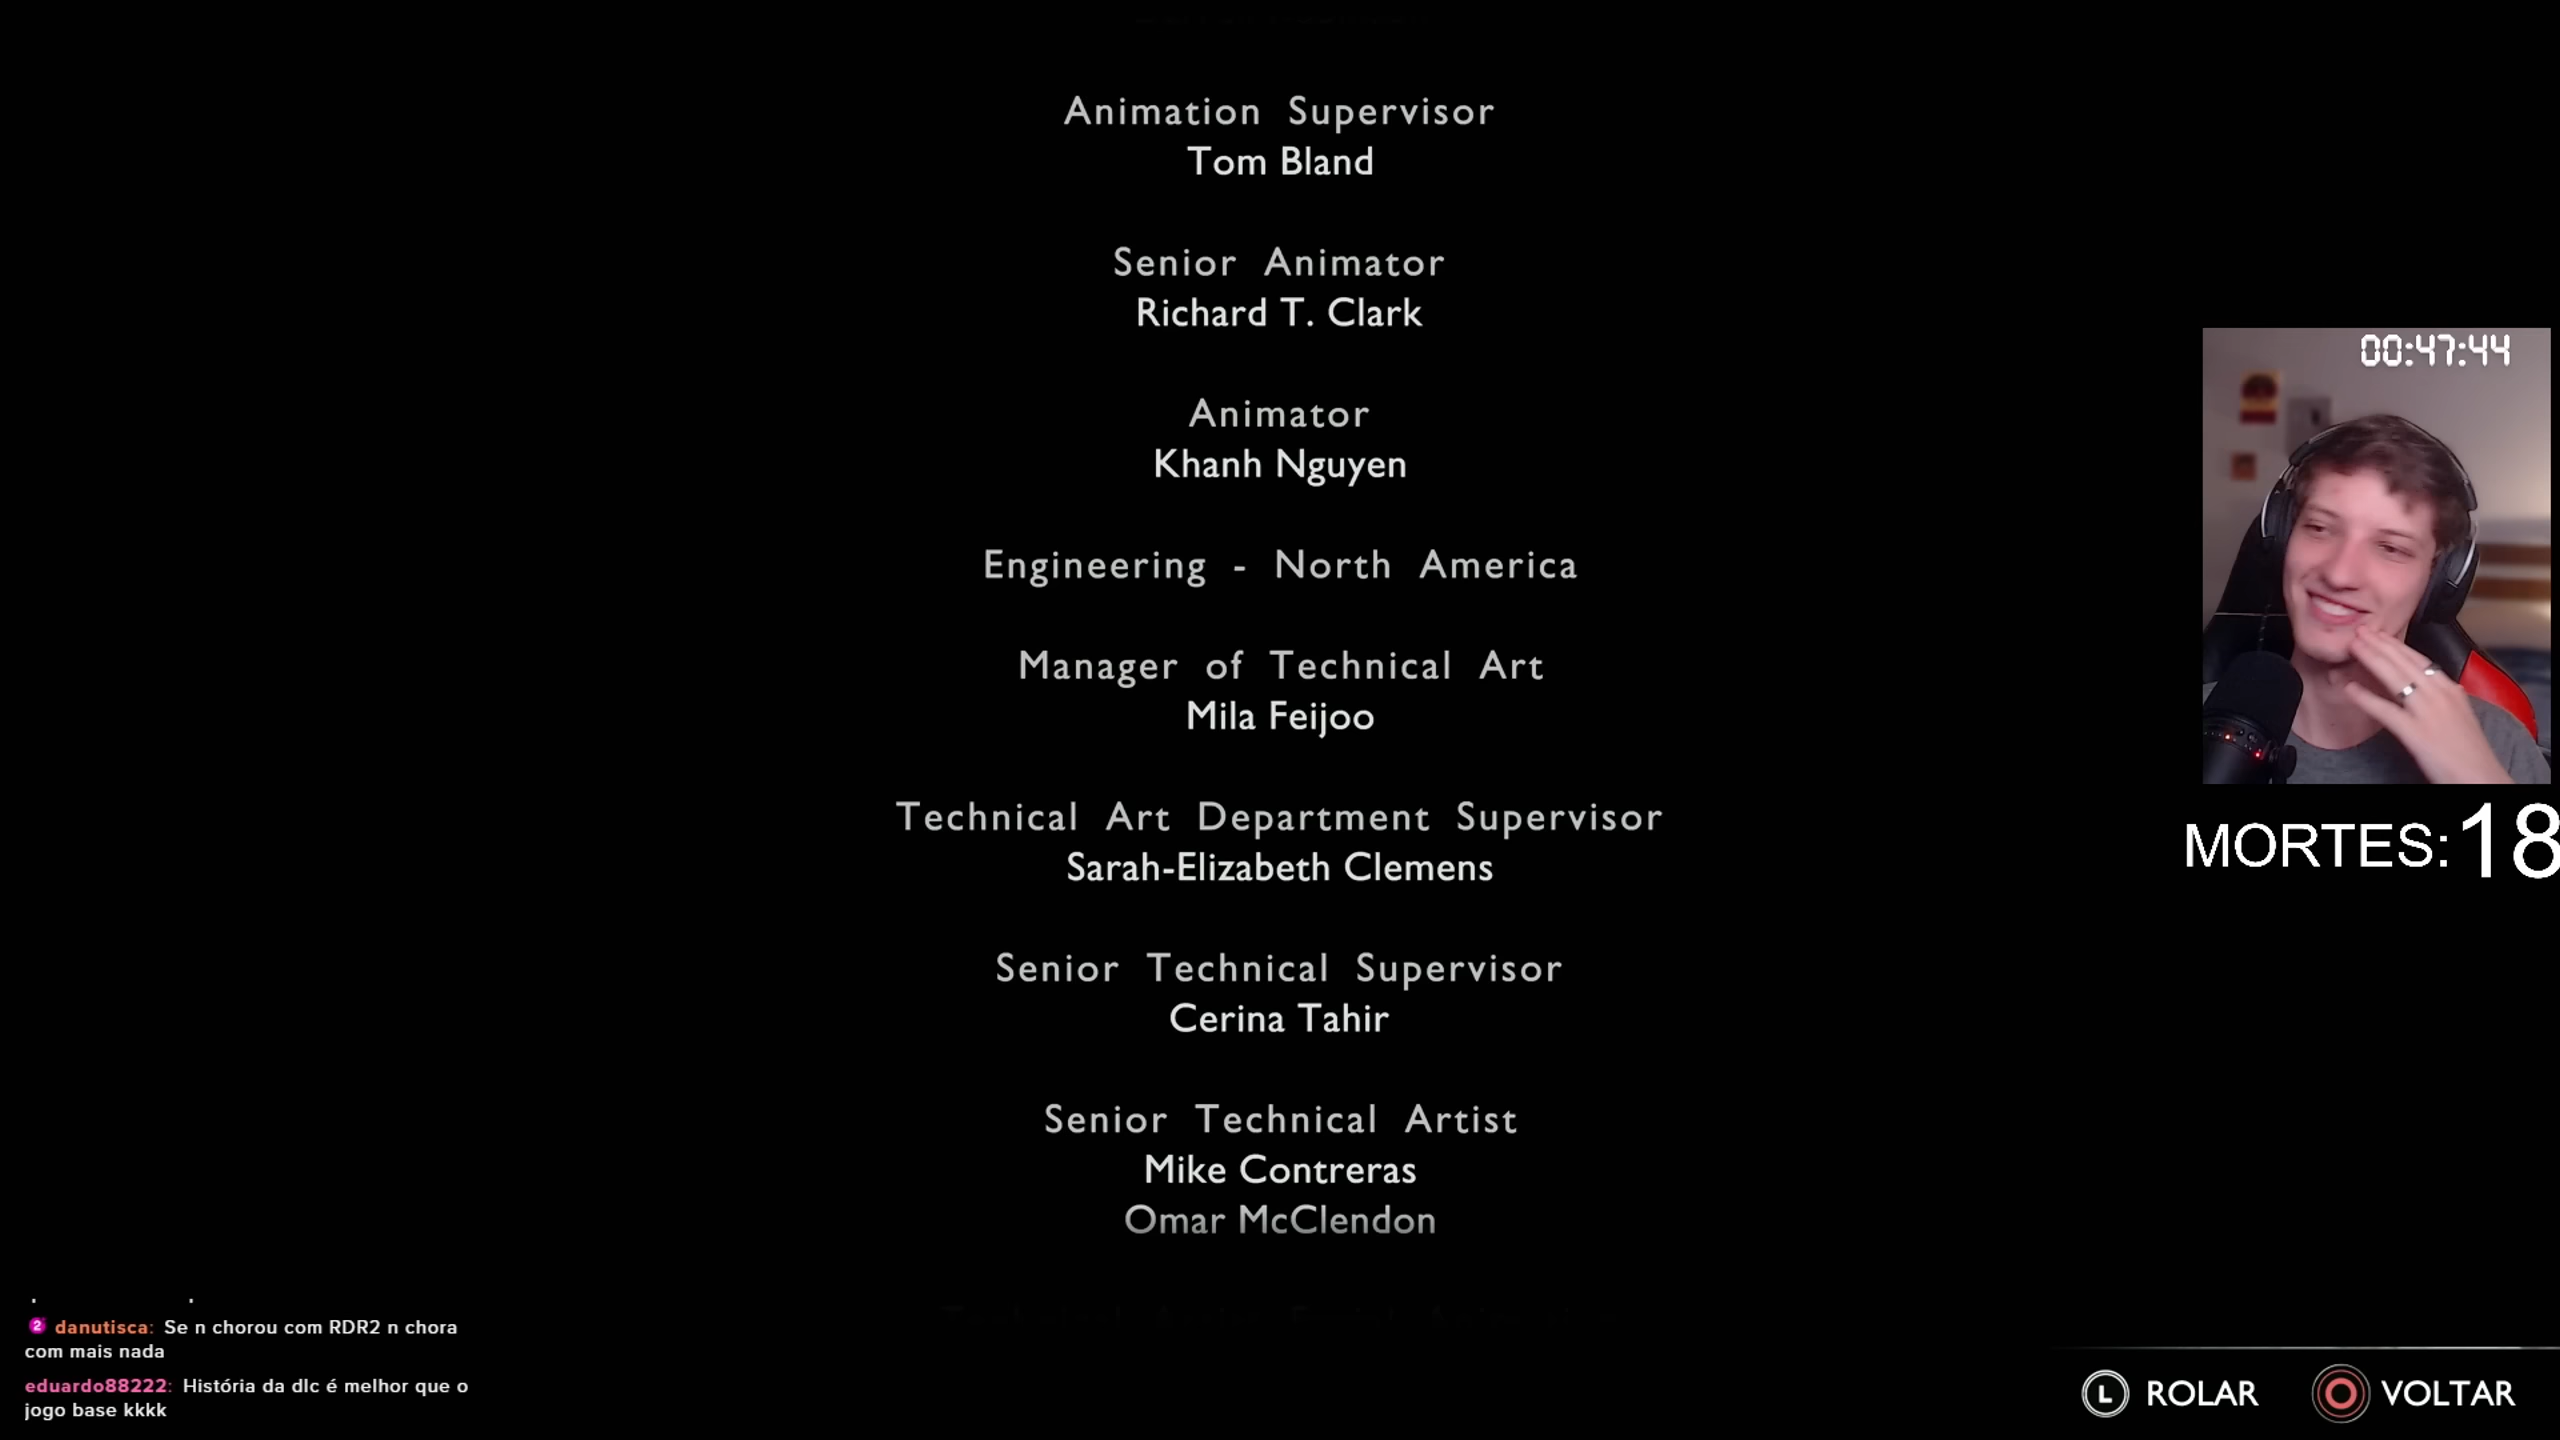 Animation Supervisor
Tom Bland
Senior Animator
Richard T. Clark
Animator
Khanh Nguyen
Engineering - North America
Manager of Technical Art
Mila Feijoo
Technical Art Department Supervisor
Sarah-Elizabeth Clemens
Senior Technical Supervisor
Cerina Tahir
Senior Technical Artist
Mike Contreras
Omar McClendon
00:47:44
MORTES:18
2 danutisca: Se n chorou com RDR2 n chora
com mais nada
eduardo88222: História da dlc é melhor que o
jogo base kkkk
L ROLAR VOLTAR